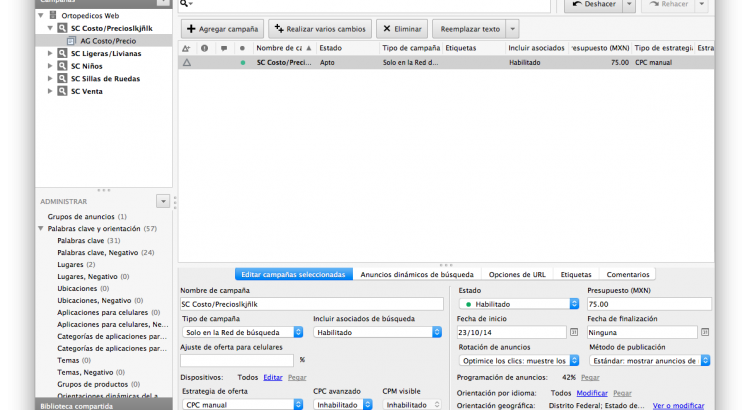 Campañas
Ortopedicos Web
SC Costo/Precioslkjñlk
AG Costo/Precio
SC Ligeras/Livianas
SC Niños
SC Sillas de Ruedas
SC Venta
Deshacer
Rehacer
Agregar campaña
Realizar varios cambios
Eliminar
Reemplazar texto
Nombre de ca
Estado
Tipo de campaña
Etiquetas
Incluir asociados
resupuesto (MXN)
Tipo de estrategi
Estra
SC Costo/Preci...
Apto
Solo en la Red d...
Habilitado
75.00
CPC manual
ADMINISTRAR
Grupos de anuncios (1)
Palabras clave y orientación (57)
Palabras clave (31)
Palabras clave, Negativo (24)
Lugares (2)
Lugares, Negativo (0)
Ubicaciones (0)
Ubicaciones, Negativo (0)
Aplicaciones para celulares (0)
Aplicaciones para celulares, Ne...
Categorías de aplicaciones par...
Categorías de aplicaciones par...
Temas (0)
Temas, Negativo (0)
Grupos de productos (0)
Orientaciones dinámicas del a
Biblioteca compartida
Editar campañas seleccionadas
Anuncios dinámicos de búsqueda
Opciones de URL
Etiquetas
Comentarios
Nombre de campaña
SC Costo/Precioslkjñlk
Tipo de campaña
Incluir asociados de búsqueda
Solo en la Red de búsqueda
Habilitado
Ajuste de oferta para celulares
%
Dispositivos: Todos Editar Pegar
Estrategia de oferta
CPC avanzado
CPM visible
CPC manual
Inhabilitado
Inhabilitado
Estado
Presupuesto (MXN)
Habilitado
75.00
Fecha de inicio
Fecha de finalización
23/10/14
Ninguna
Rotación de anuncios
Método de publicación
Optimice los clics: muestre los
Estándar: mostrar anuncios de
Programación de anuncios: 42% Pegar
Orientación por idioma: Todos Modificar Pegar
Orientación geográfica: Distrito Federal; Estado de... Ver o modificar